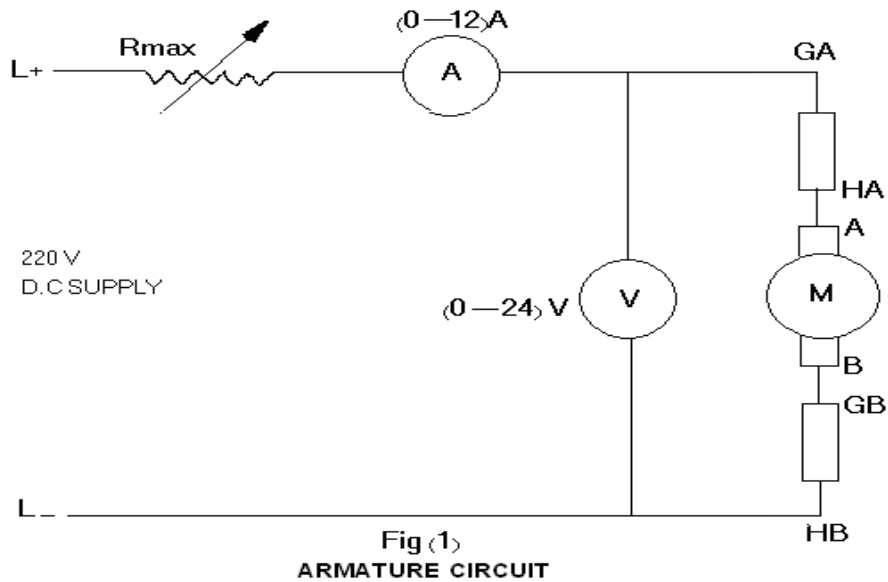 (0—12)A
Rmax
GA
L+
A
HA
A
220 V
D.C SUPPLY
(0—24) V
V
M
B
GB
L_
HB
Fig (1)
ARMATURE CIRCUIT